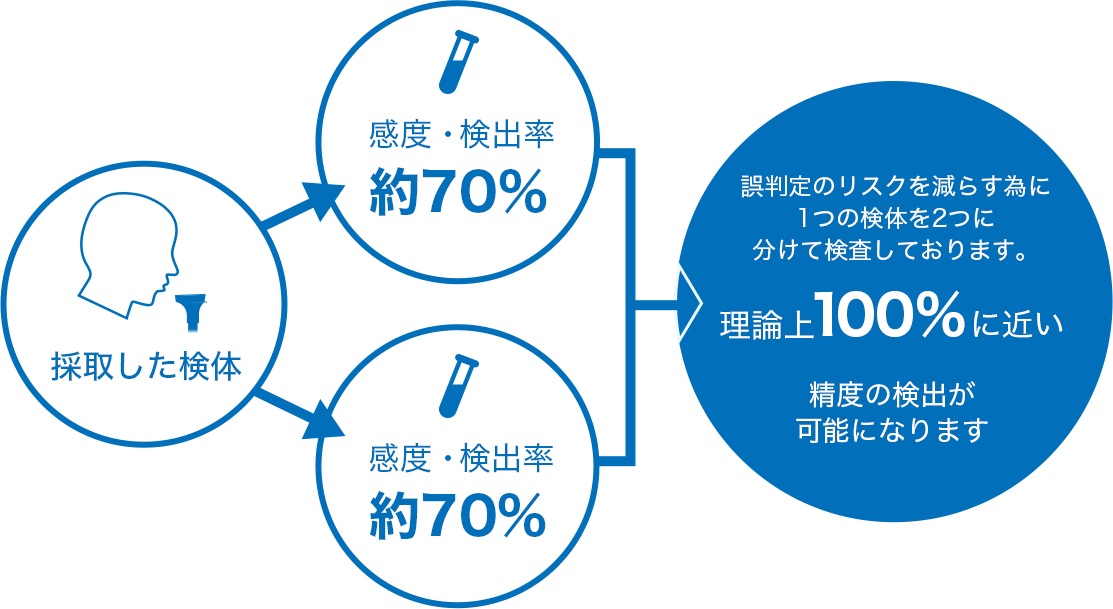 採取した検体
感度・検出率
約70%
感度・検出率
約70%
誤判定のリスクを減らす為に
1つの検体を2つに
分けて検査しております。
理論上100%に近い
精度の検出が
可能になります